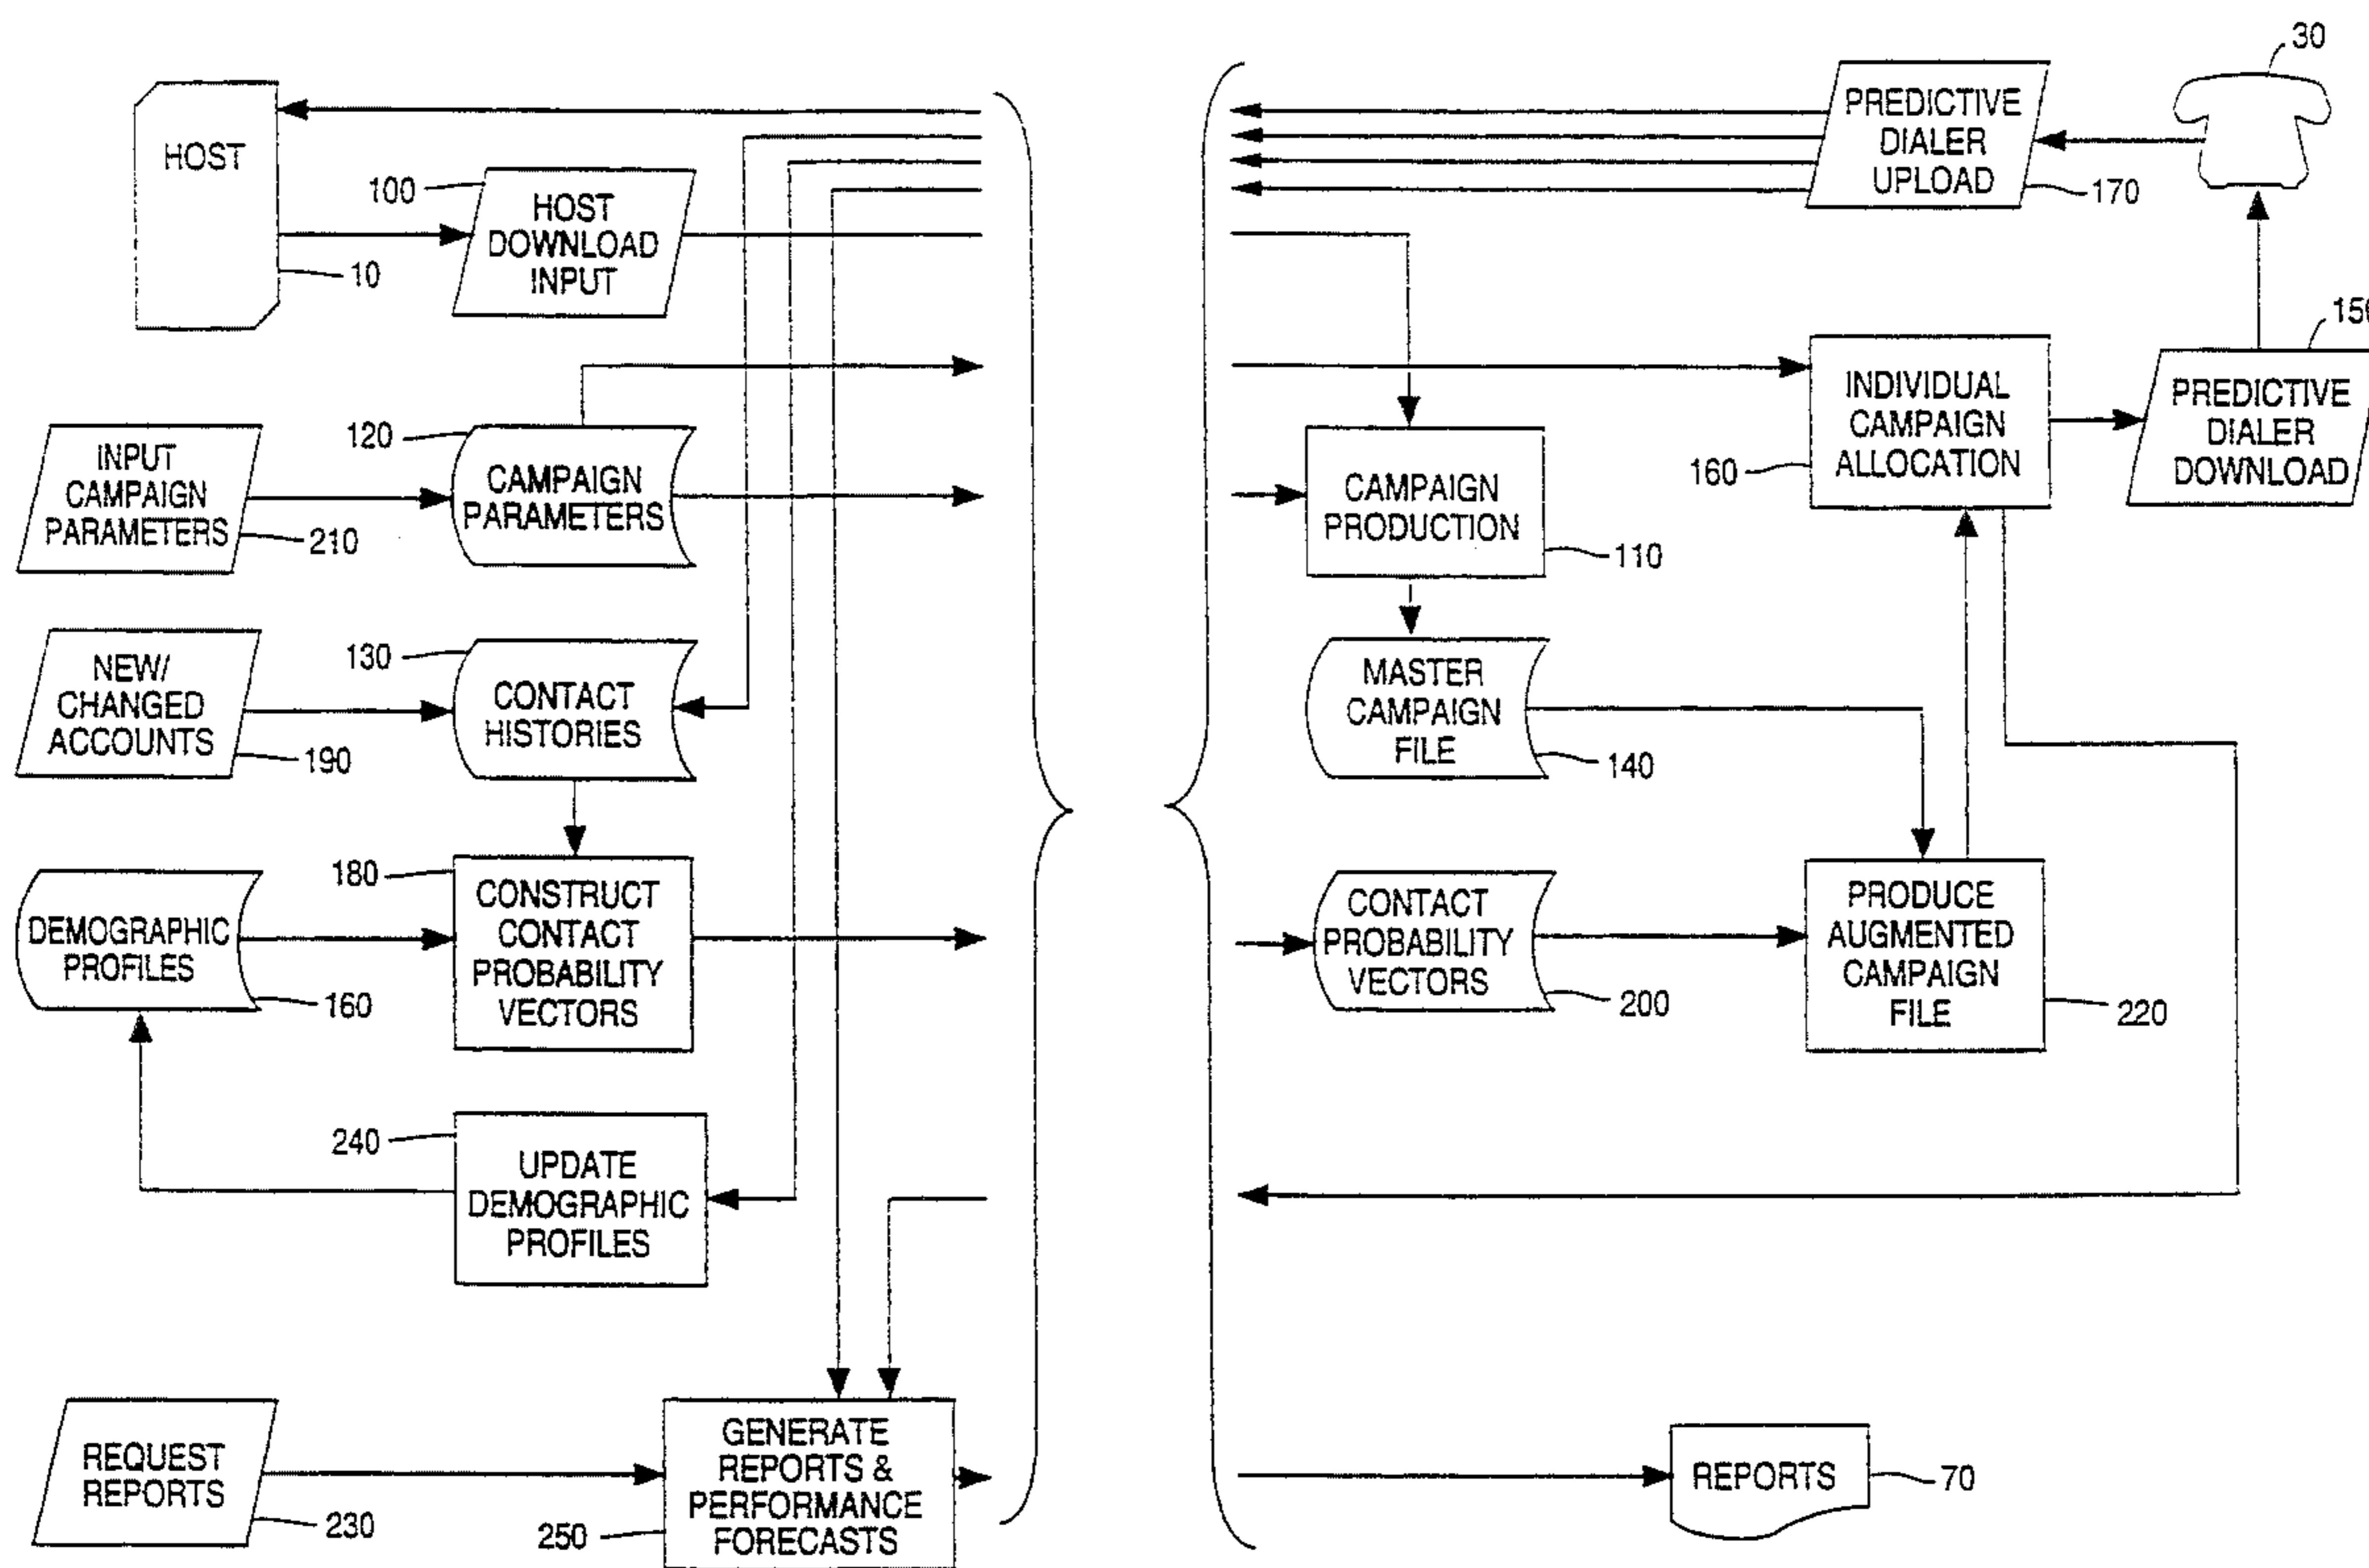 30
HOST
PREDICTIVE
DIALER
UPLOAD
170
100
HOST
DOWNLOAD
INPUT
10
150
120
INPUT
CAMPAIGN
PARAMETERS
210
CAMPAIGN
PARAMETERS
CAMPAIGN
PRODUCTION
110
INDIVIDUAL
CAMPAIGN
ALLOCATION
160
PREDICTIVE
DIALER
DOWNLOAD
130
NEW/
CHANGED
ACCOUNTS
190
CONTACT
HISTORIES
MASTER
CAMPAIGN
FILE
140
180
DEMOGRAPHIC
PROFILES
160
CONSTRUCT
CONTACT
PROBABILITY
VECTORS
CONTACT
PROBABILITY
VECTORS
200
PRODUCE
AUGMENTED
CAMPAIGN
FILE
220
240
UPDATE
DEMOGRAPHIC
PROFILES
REQUEST
REPORTS
230
GENERATE
REPORTS &
PERFORMANCE
FORECASTS
250
REPORTS
70